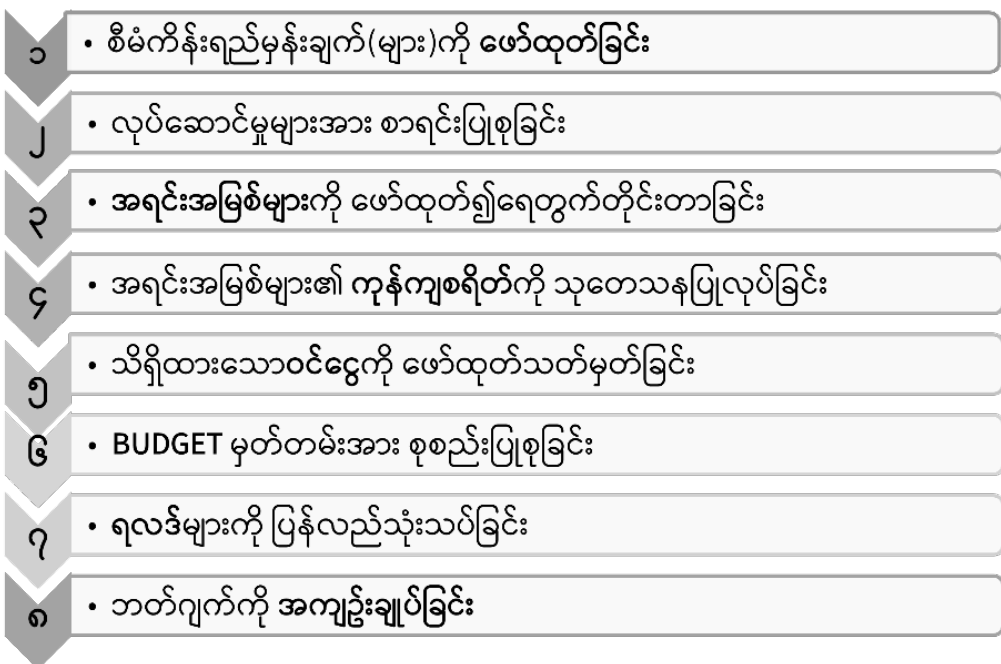 ၁ • စီမံကိန်းရည်မှန်းချက်(များ)ကို ဖော်ထုတ်ခြင်း
၂ • လုပ်ဆောင်မှုများအား စာရင်းပြုစုခြင်း
၃ • အရင်းအမြစ်များကို ဖော်ထုတ်၍ရေတွက်တိုင်းတာခြင်း
၄ • အရင်းအမြစ်များ၏ ကုန်ကျစရိတ်ကို သုတေသနပြုလုပ်ခြင်း
၅ • သိရှိထားသောဝင်ငွေကို ဖော်ထုတ်သတ်မှတ်ခြင်း
၆ • BUDGET မှတ်တမ်းအား စုစည်းပြုစုခြင်း
၇ • ရလဒ်များကို ပြန်လည်သုံးသပ်ခြင်း
၈ • ဘတ်ဂျက်ကို အကျဥ်းချုပ်ခြင်း